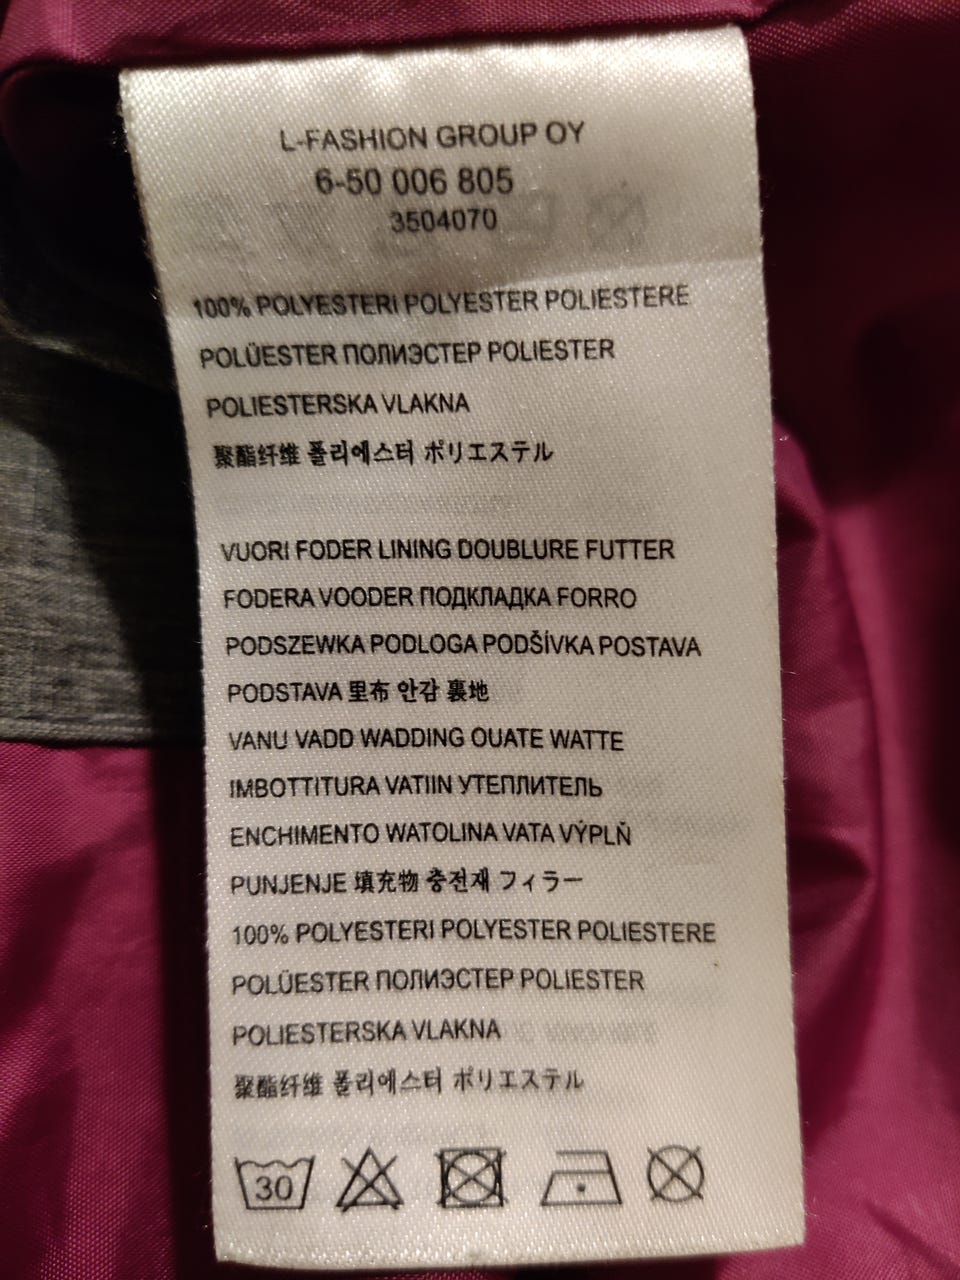 L-FASHION GROUP OY
6-50 006 805
3504070
100% POLYESTERI POLYESTER POLIESTERE
POLÜESTER ПОЛИЭСТЕР POLIESTER
POLIESTERSKA VLAKNA
聚酯纤维 폴리에스터 ポリエステル
VUORI FODER LINING DOUBLURE FUTTER
FODERA VOODER ПОДКЛАДКА FORRO
PODSZEWKA PODLOGA PODŠÍVKA POSTAVA
PODSTAVA 里布 안감 裏地
VANU VADD WADDING OUATE WATTE
IMBOTTITURA VATIIN УТЕПЛИТЕЛЬ
ENCHIMENTO WATOLINA VATA VÝPLŇ
PUNJENJE 填充物 충전재 フィラー
100% POLYESTERI POLYESTER POLIESTERE
POLÜESTER ПОЛИЭСТЕР POLIESTER
POLIESTERSKA VLAKNA
聚酯纤维 폴리에스터 ポリエステル
30